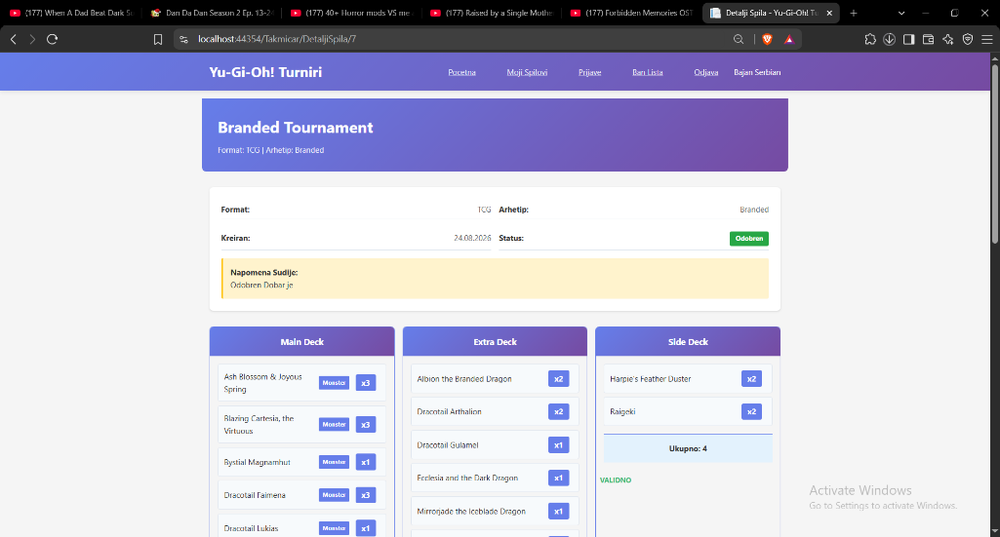 (177) When A Dad Beat Dark So
Dan Da Dan Season 2 Ep. 13-24
(177) 40+ Horror mods VS me
(177) Raised by a Single Mothe
(177) Forbidden Memories OST
Detalji Spila - Yu-Gi-Oh! Tu
localhost:44354/Takmicar/DetaljiSpila/7
Yu-Gi-Oh! Turniri
Pocetna
Moji Spilovi
Prijave
Ban Lista
Odjava
Bajan Serbian
Branded Tournament
Format: TCG | Arhetip: Branded
Format: TCG
Arhetip: Branded
Kreiran: 24.08.2026
Status: Odobren
Napomena Sudije:
Odobren Dobar je
Main Deck
Ash Blossom & Joyous
Spring
Monster
x3
Blazing Cartesia, the
Virtuous
Monster
x3
Bystial Magnamhut Monster x1
Dracotail Faimena Monster x3
Dracotail Lukias Monster x1
Extra Deck
Albion the Branded Dragon x2
Dracotail Arthalion x2
Dracotail Gulamel x1
Ecclesia and the Dark Dragon x1
Mirrorjade the Iceblade Dragon x1
Side Deck
Harpie's Feather Duster x2
Raigeki x2
Ukupno: 4
VALIDNO
Activate Windows
Go to Settings to activate Windows.